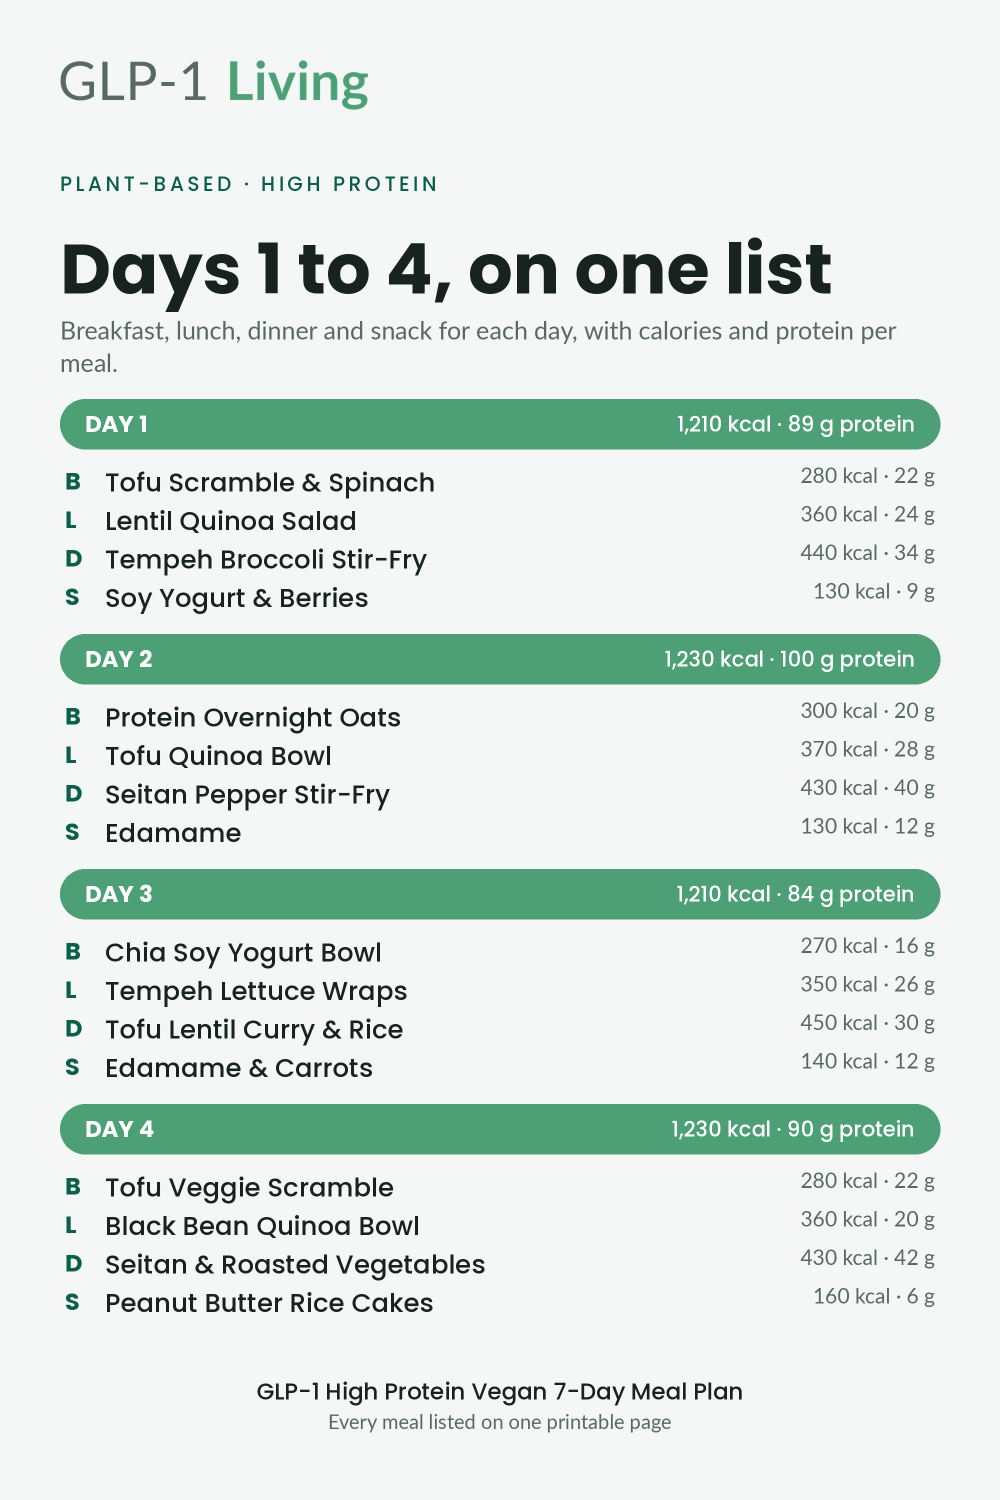 GLP-1 Living
PLANT-BASED · HIGH PROTEIN
Days 1 to 4, on one list
Breakfast, lunch, dinner and snack for each day, with calories and protein per
meal.
DAY 1 1,210 kcal · 89 g protein
B Tofu Scramble & Spinach 280 kcal · 22 g
L Lentil Quinoa Salad 360 kcal · 24 g
D Tempeh Broccoli Stir-Fry 440 kcal · 34 g
S Soy Yogurt & Berries 130 kcal · 9 g
DAY 2 1,230 kcal · 100 g protein
B Protein Overnight Oats 300 kcal · 20 g
L Tofu Quinoa Bowl 370 kcal · 28 g
D Seitan Pepper Stir-Fry 430 kcal · 40 g
S Edamame 130 kcal · 12 g
DAY 3 1,210 kcal · 84 g protein
B Chia Soy Yogurt Bowl 270 kcal · 16 g
L Tempeh Lettuce Wraps 350 kcal · 26 g
D Tofu Lentil Curry & Rice 450 kcal · 30 g
S Edamame & Carrots 140 kcal · 12 g
DAY 4 1,230 kcal · 90 g protein
B Tofu Veggie Scramble 280 kcal · 22 g
L Black Bean Quinoa Bowl 360 kcal · 20 g
D Seitan & Roasted Vegetables 430 kcal · 42 g
S Peanut Butter Rice Cakes 160 kcal · 6 g
GLP-1 High Protein Vegan 7-Day Meal Plan
Every meal listed on one printable page